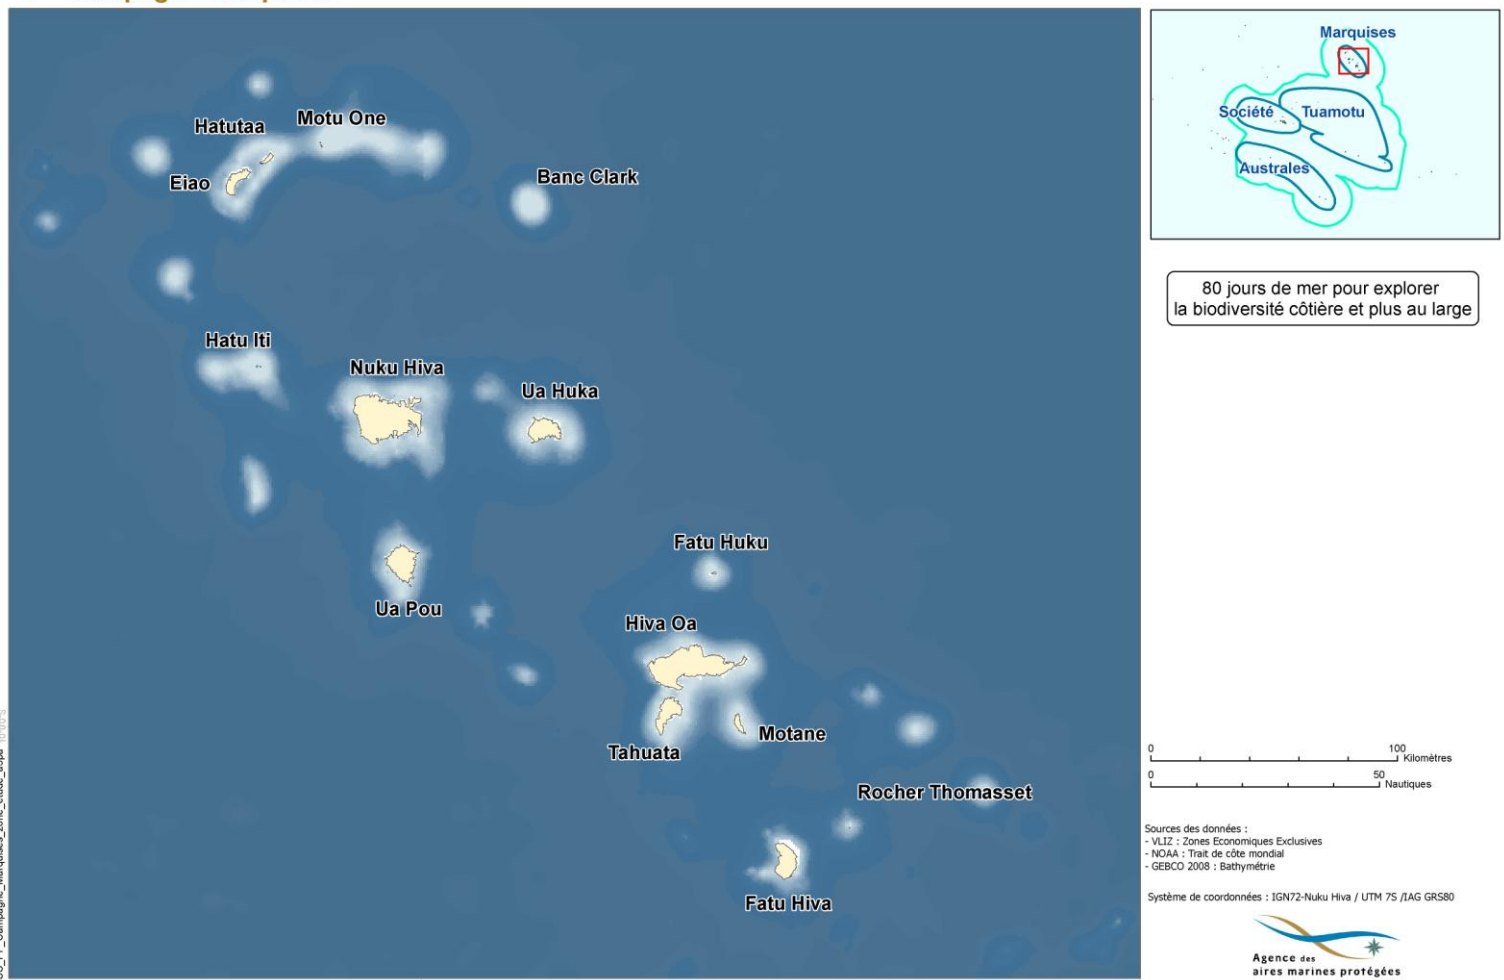 Motu One
Hatutaa
Eiao
Banc Clark
Hatu Iti
Nuku Hiva
Ua Huka
Fatu Huku
Ua Pou
Hiva Oa
Motane
Tahuata
Rocher Thomasset
Fatu Hiva
Marquises
Société
Tuamotu
Australes
80 jours de mer pour explorer
la biodiversité côtière et plus au large
0 100
Kilomètres
0 50
Nautiques
Sources des données :
- VLIZ : Zones Economiques Exclusives
- NOAA : Trait de côte mondial
- GEBCO 2008 : Bathymétrie
Système de coordonnées : IGN72-Nuku Hiva / UTM 7S /IAG GRS80
Agence des
aires marines protégées